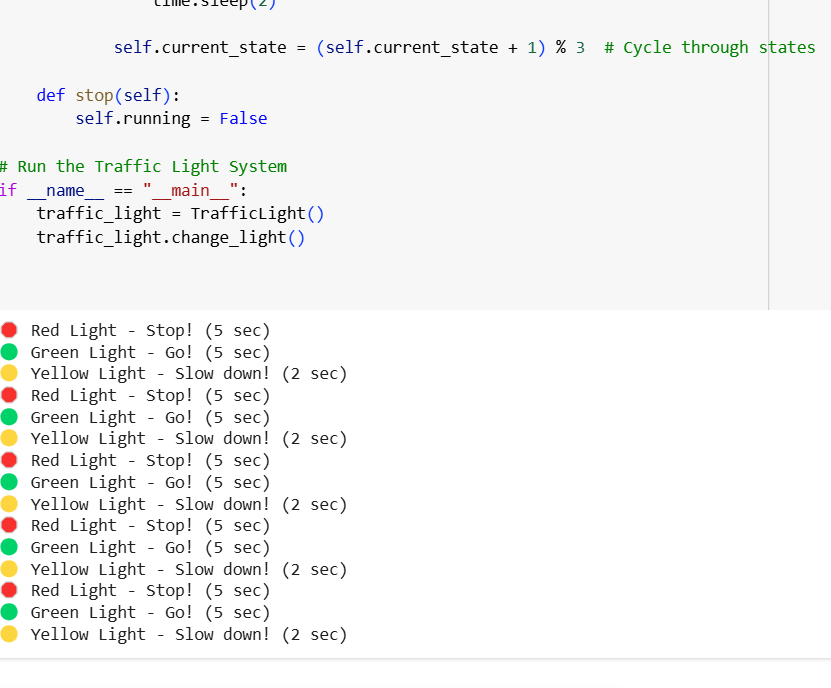 time.sleep(2)
self.current_state = (self.current_state + 1) % 3  # Cycle through states
def stop(self):
self.running = False
# Run the Traffic Light System
if __name__ == "__main__":
traffic_light = TrafficLight()
traffic_light.change_light()
Red Light - Stop! (5 sec)
Green Light - Go! (5 sec)
Yellow Light - Slow down! (2 sec)
Red Light - Stop! (5 sec)
Green Light - Go! (5 sec)
Yellow Light - Slow down! (2 sec)
Red Light - Stop! (5 sec)
Green Light - Go! (5 sec)
Yellow Light - Slow down! (2 sec)
Red Light - Stop! (5 sec)
Green Light - Go! (5 sec)
Yellow Light - Slow down! (2 sec)
Red Light - Stop! (5 sec)
Green Light - Go! (5 sec)
Yellow Light - Slow down! (2 sec)